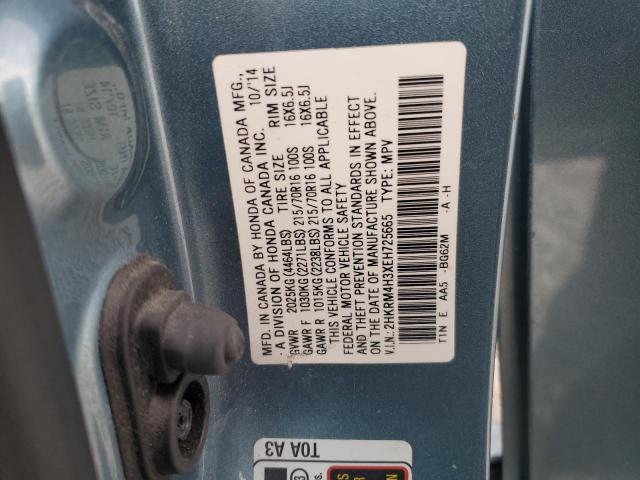 MFD. IN CANADA BY HONDA OF CANADA MFG.,
A DIVISION OF HONDA CANADA INC. 10/'14
GVWR 2025KG (4464LBS) TIRE SIZE RIM SIZE
GAWR F 1030KG (2271LBS) 215/70R16 100S 16X6.5J
GAWR R 1015KG (2238LBS) 215/70R16 100S 16X6.5J
THIS VEHICLE CONFORMS TO ALL APPLICABLE
FEDERAL MOTOR VEHICLE SAFETY
AND THEFT PREVENTION STANDARDS IN EFFECT
ON THE DATE OF MANUFACTURE SHOWN ABOVE.
V.I.N.: 2HKRM4H3XEH725665 TYPE: MPV
TIN E AA5 -BG62M -A -H
T0A A3